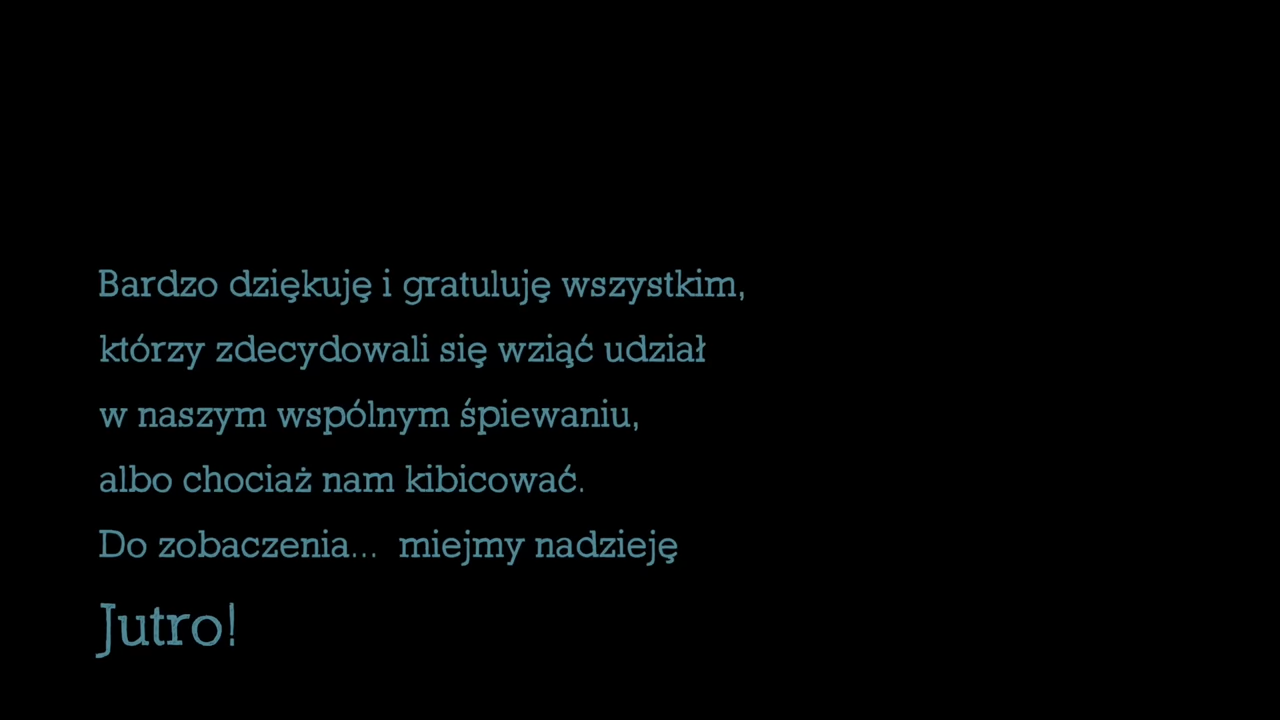 Bardzo dziękuję i gratuluję wszystkim,
którzy zdecydowali się wziąć udział
w naszym wspólnym śpiewaniu,
albo chociaż nam kibicować.
Do zobaczenia... miejmy nadzieję
Jutro!